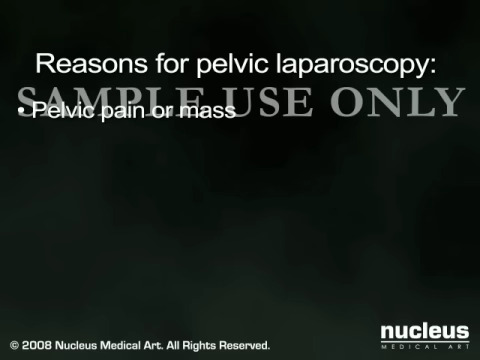 Reasons for pelvic laparoscopy:
SAMPLE USE ONLY
• Pelvic pain or mass
nucleus
MEDICAL ART
© 2008 Nucleus Medical Art. All Rights Reserved.